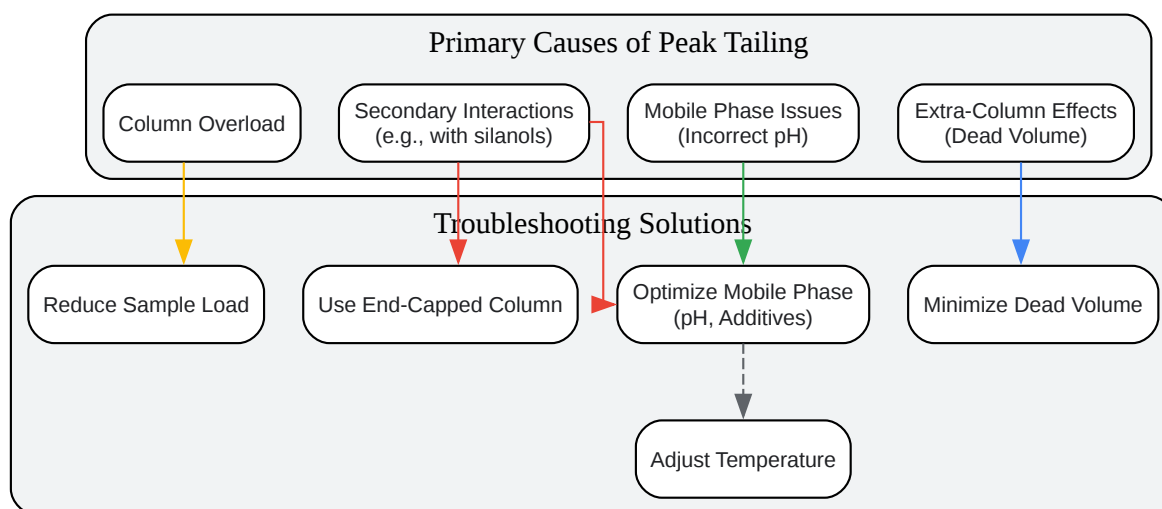 Primary Causes of Peak Tailing
Column Overload
Secondary Interactions
(e.g., with silanols)
Mobile Phase Issues
(Incorrect pH)
Extra-Column Effects
(Dead Volume)
Troubleshooting Solutions
Reduce Sample Load
Use End-Capped Column
Optimize Mobile Phase
(pH, Additives)
Minimize Dead Volume
Adjust Temperature